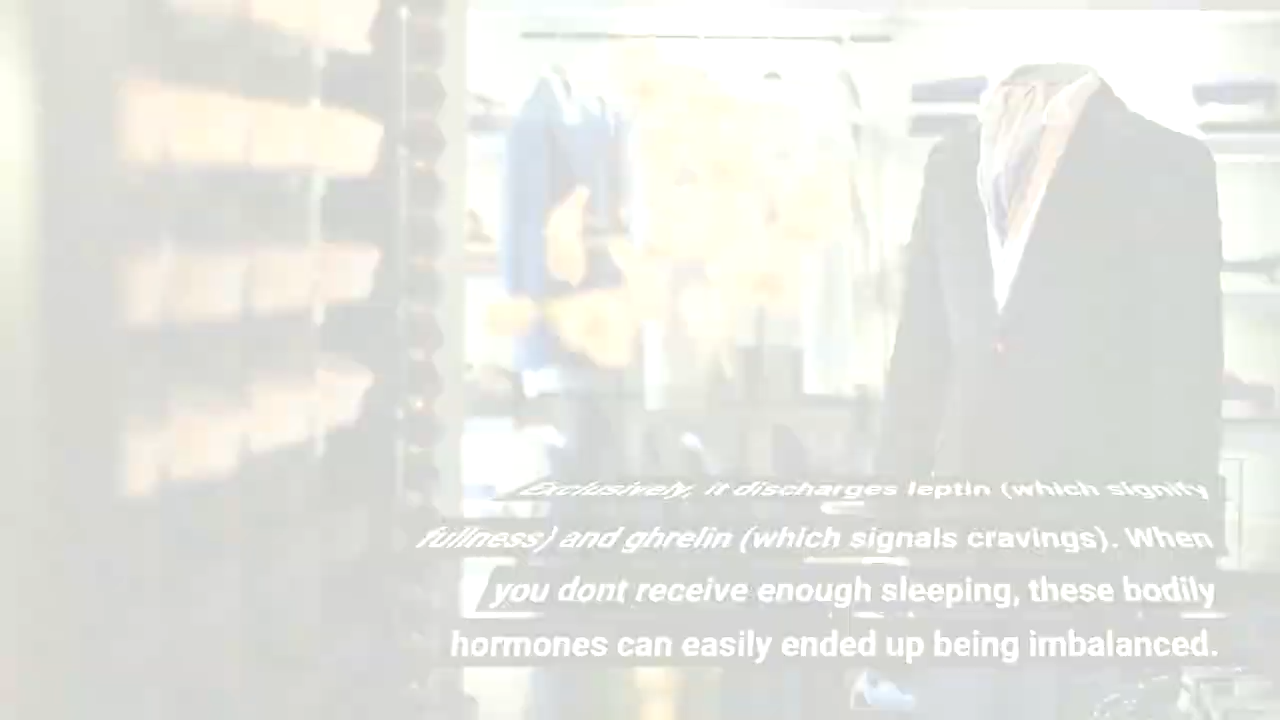 Exclusively, it discharges leptin (which signify
fullness) and ghrelin (which signals cravings). When
you dont receive enough sleeping, these bodily
hormones can easily ended up being imbalanced.